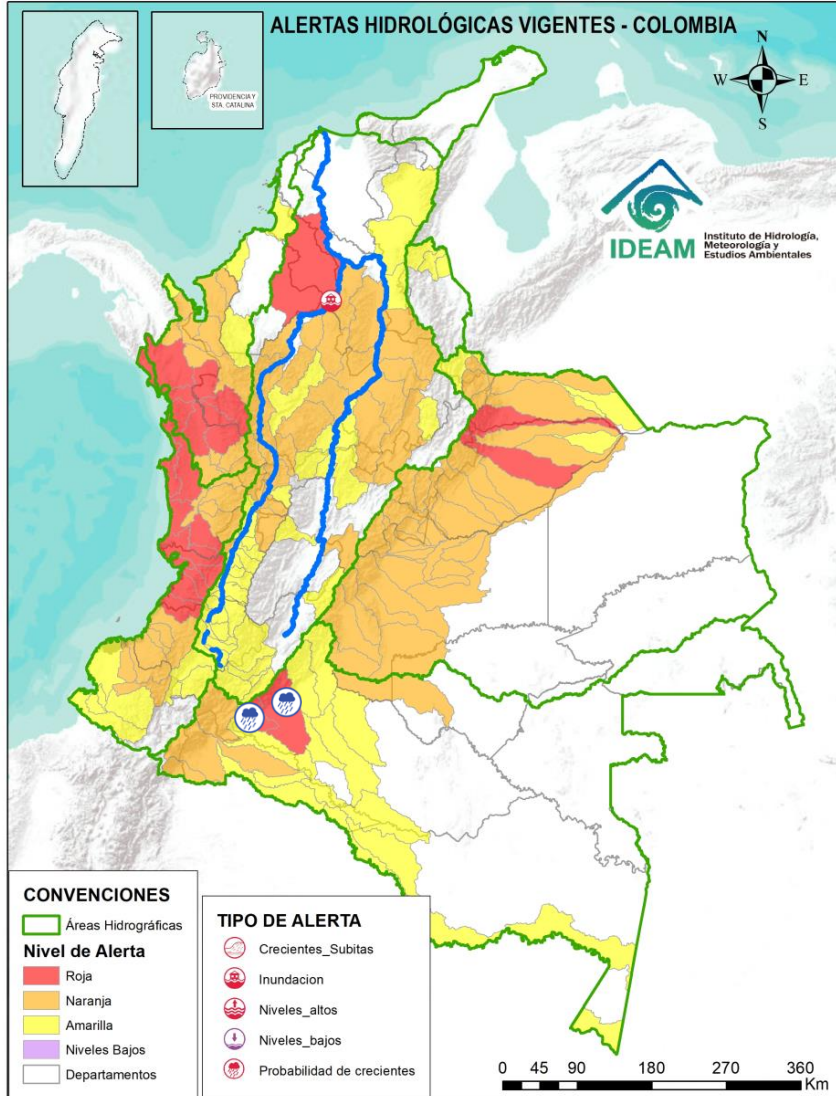 ALERTAS HIDROLÓGICAS VIGENTES - COLOMBIA
PROVIDENCIA Y
STA. CATALINA
N
W
E
S
IDEAM
Instituto de Hidrología,
Meteorología y
Estudios Ambientales
CONVENCIONES
Áreas Hidrográficas
Nivel de Alerta
Roja
Naranja
Amarilla
Niveles Bajos
Departamentos
TIPO DE ALERTA
Crecientes_Subitas
Inundacion
Niveles_altos
Niveles_bajos
Probabilidad de crecientes
0 45 90 180 270 360
Km